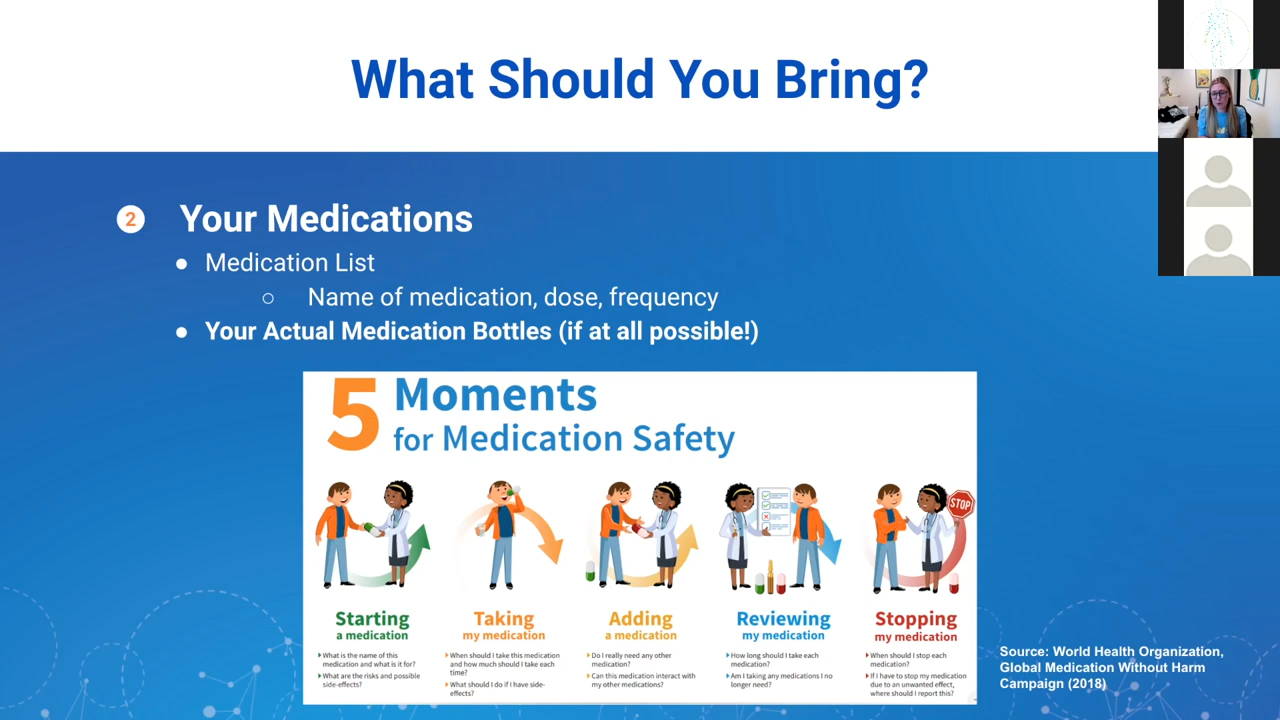 What Should You Bring?
2 Your Medications
● Medication List
○ Name of medication, dose, frequency
● Your Actual Medication Bottles (if at all possible!)
5 Moments
for Medication Safety
STOP
Starting
a medication
What is the name of this
medication and what is it for?
What are the risks and possible
side-effects?
Taking
my medication
When should I take this medication
and how much should I take each
time?
What should I do if I have side-
effects?
Adding
a medication
Do I really need any other
medication?
Can this medication interact with
my other medications?
Reviewing
my medication
How long should I take each
medication?
Am I taking any medications I no
longer need?
Stopping
my medication
When should I stop each
medication?
If I have to stop my medication
due to an unwanted effect,
where should I report this?
Source: World Health Organization,
Global Medication Without Harm
Campaign (2018)